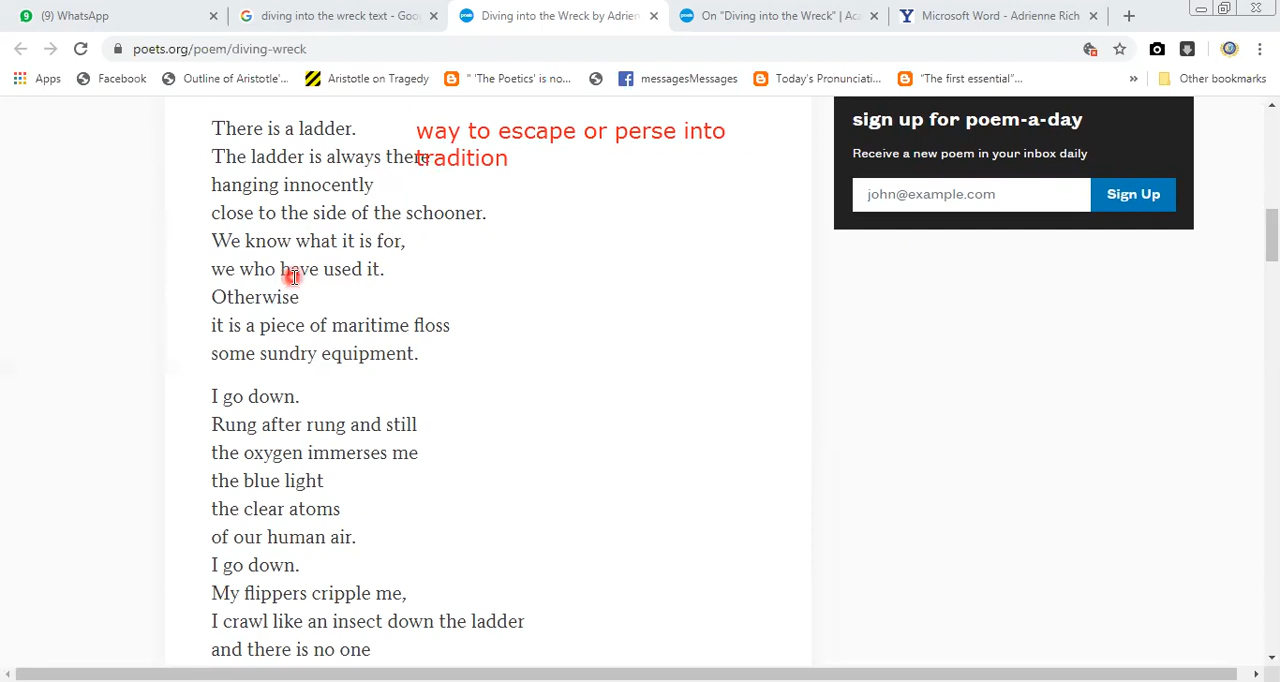 (9) WhatsApp
diving into the wreck text - Goo
Diving into the Wreck by Adrien
On "Diving into the Wreck" | Aca
Microsoft Word - Adrienne Rich
poets.org/poem/diving-wreck
Apps
Facebook
Outline of Aristotle'...
Aristotle on Tragedy
" 'The Poetics' is no...
messagesMessages
Today's Pronunciati...
"The first essential"...
»
Other bookmarks
There is a ladder.
The ladder is always there
hanging innocently
close to the side of the schooner.
We know what it is for,
we who have used it.
Otherwise
it is a piece of maritime floss
some sundry equipment.
I go down.
Rung after rung and still
the oxygen immerses me
the blue light
the clear atoms
of our human air.
I go down.
My flippers cripple me,
I crawl like an insect down the ladder
and there is no one
way to escape or perse into
tradition
sign up for poem-a-day
Receive a new poem in your inbox daily
john@example.com
Sign Up